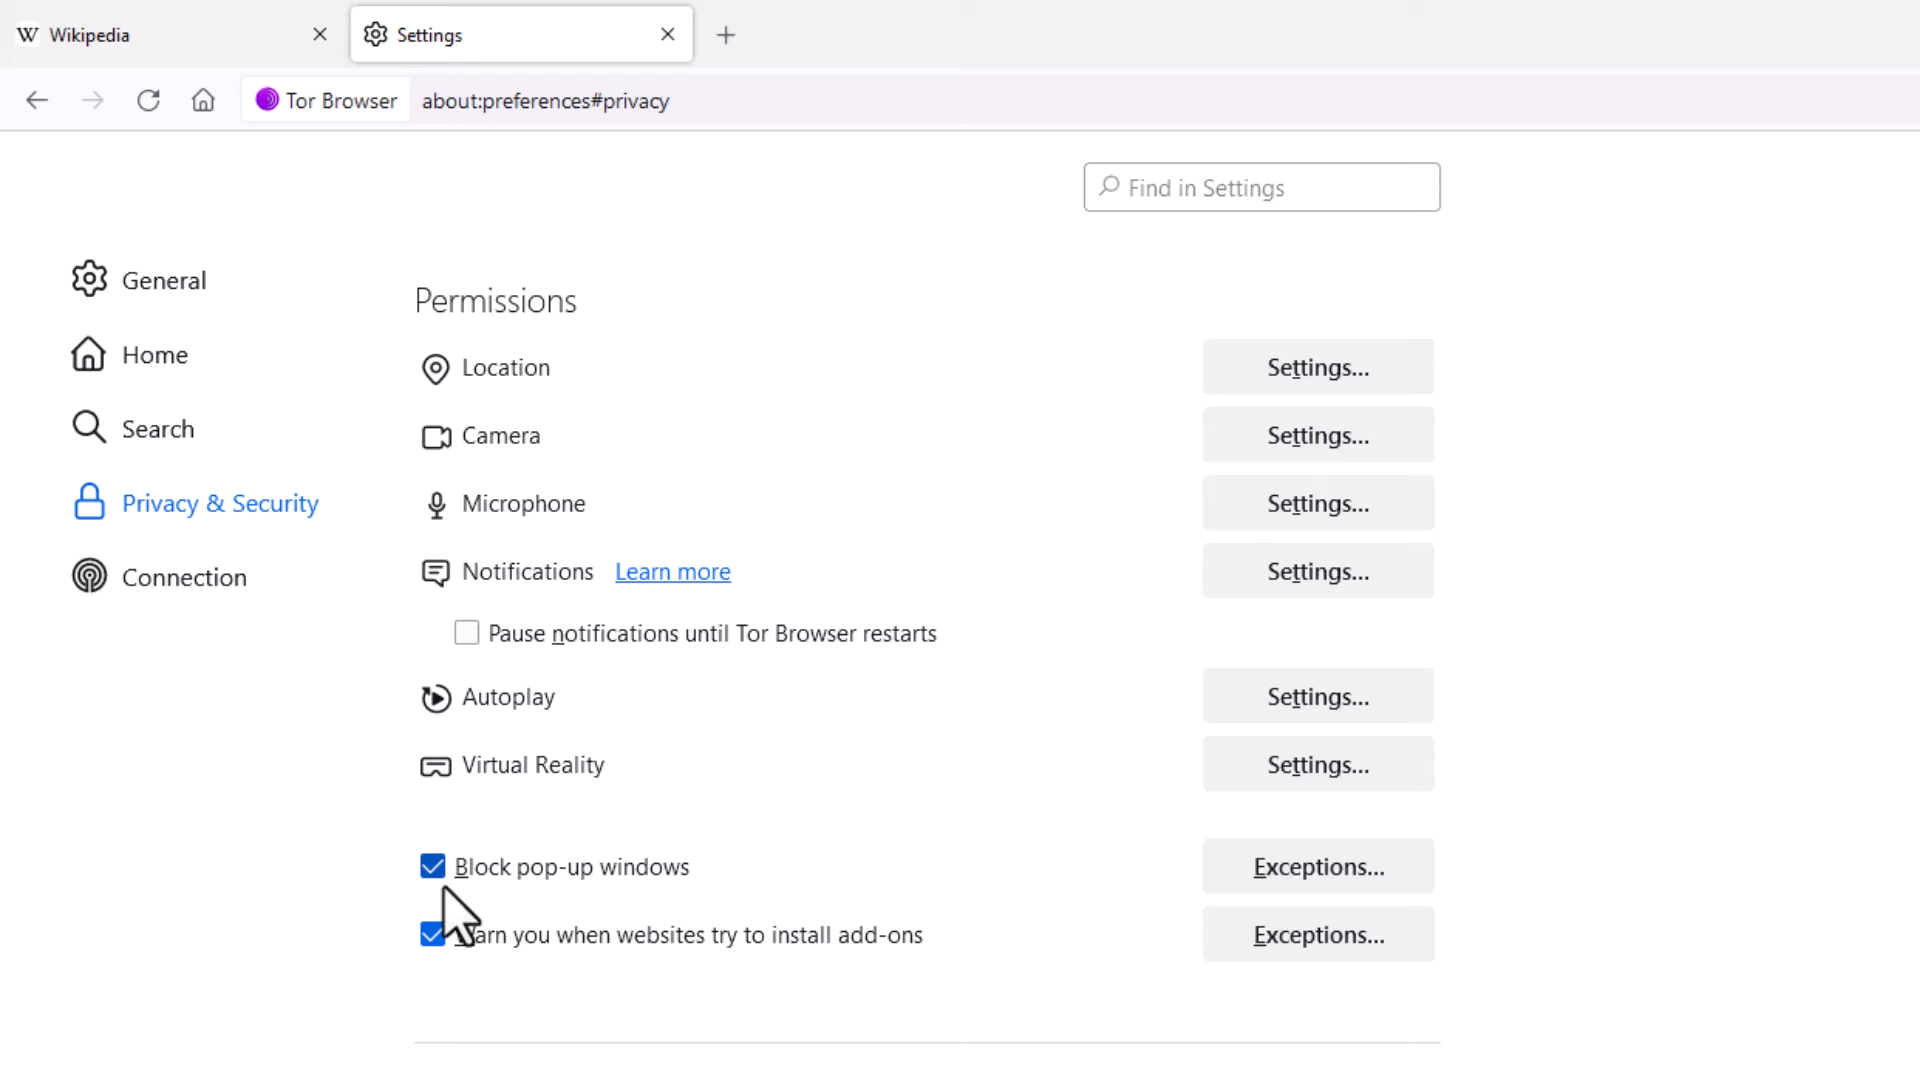 W Wikipedia
Settings
Tor Browser about:preferences#privacy
Find in Settings
General
Home
Search
Privacy & Security
Connection
Permissions
Location Settings...
Camera Settings...
Microphone Settings...
Notifications Learn more Settings...
Pause notifications until Tor Browser restarts
Autoplay Settings...
Virtual Reality Settings...
Block pop-up windows Exceptions...
you when websites try to install add-ons Exceptions...